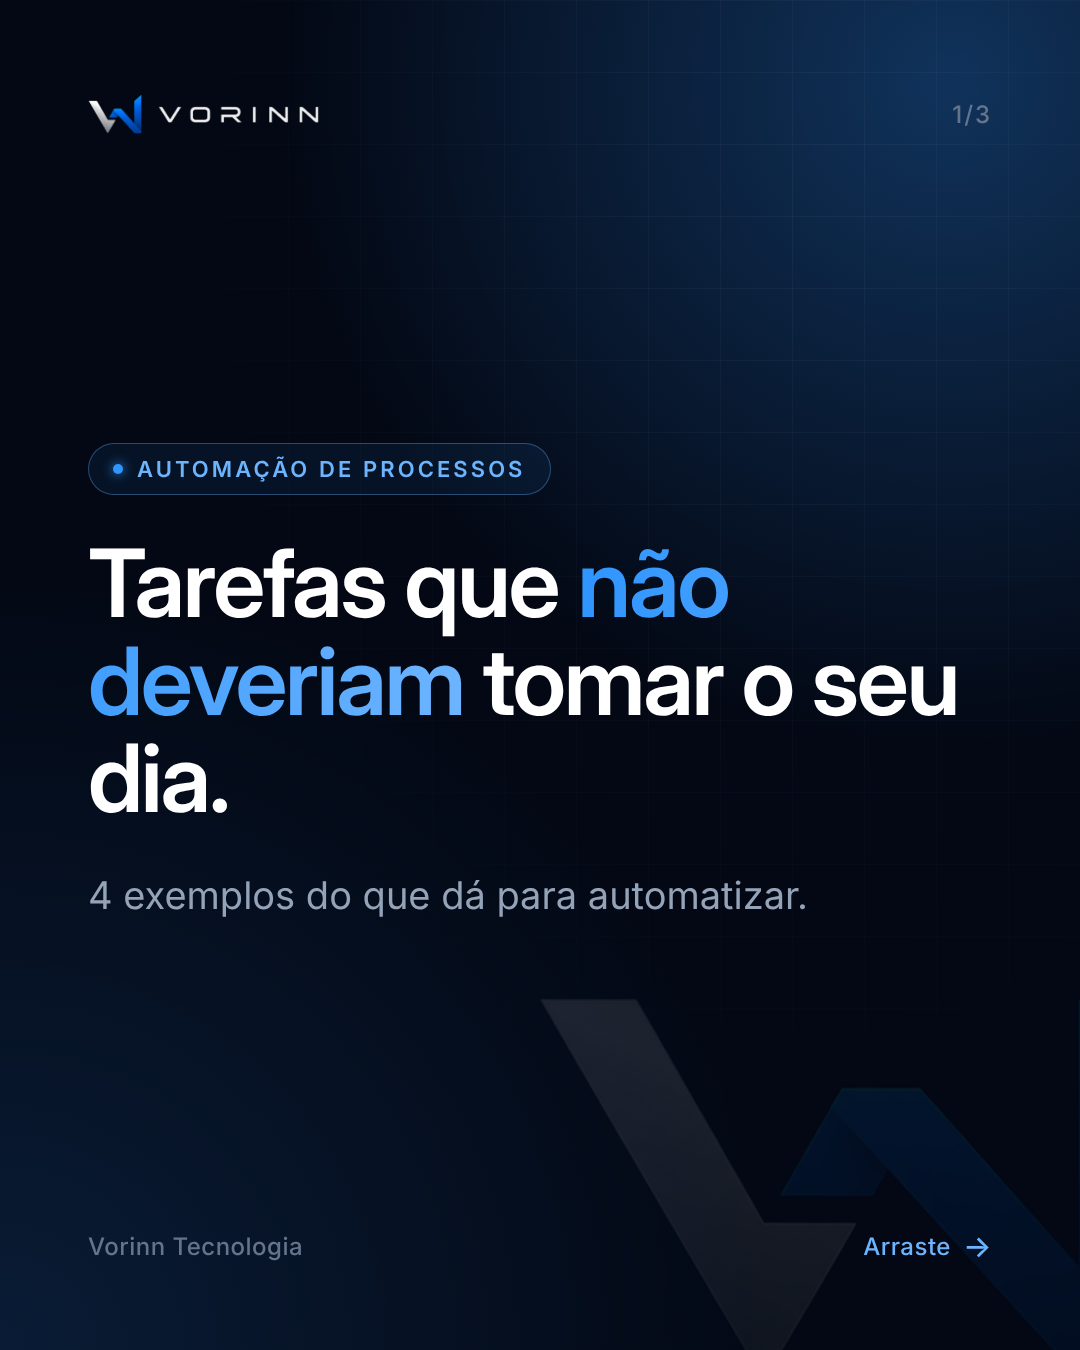 VORINN
1/3
AUTOMAÇÃO DE PROCESSOS
Tarefas que não
deveriam tomar o seu
dia.
4 exemplos do que dá para automatizar.
Vorinn Tecnologia
Arraste →